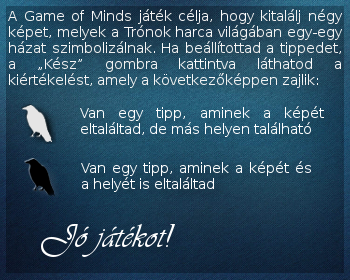 A Game of Minds játék célja, hogy kitalálj négy
képet, melyek a Trónok harca világában egy-egy
házat szimbolizálnak. Ha beállítottad a tippedet,
a „Kész” gombra kattintva láthatod a
kiértékelést, amely a következőképpen zajlik:
Van egy tipp, aminek a képét
eltaláltad, de más helyen található
Van egy tipp, aminek a képét és
a helyét is eltaláltad
Jó játékot!